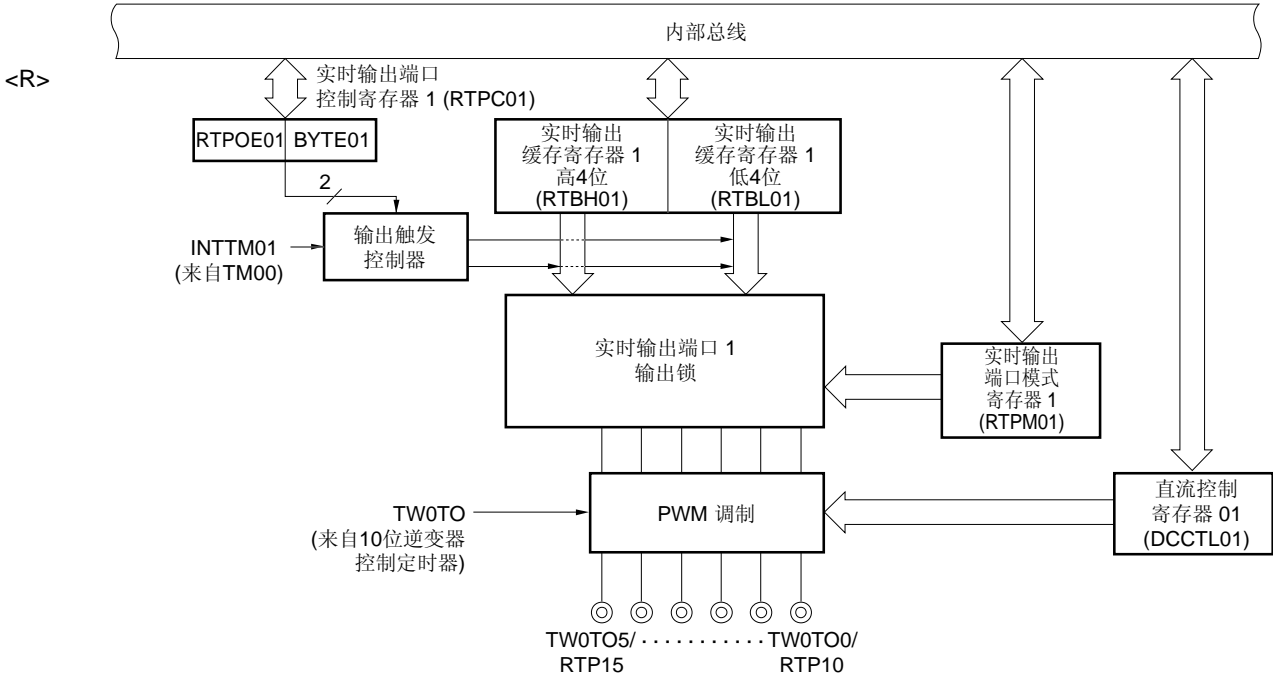 内部总线
<R>
实时输出端口
控制寄存器 1 (RTPC01)
RTPOE01 BYTE01
实时输出
缓存寄存器 1
高4位
(RTBH01)
实时输出
缓存寄存器 1
低4位
(RTBL01)
2
INTTM01
(来自TM00)
输出触发
控制器
实时输出端口 1
输出锁
实时输出
端口模式
寄存器 1
(RTPM01)
TW0TO
(来自10位逆变器
控制定时器)
PWM 调制
直流控制
寄存器 01
(DCCTL01)
TW0TO5/ · · · · · · · · · · · TW0TO0/
RTP15 RTP10